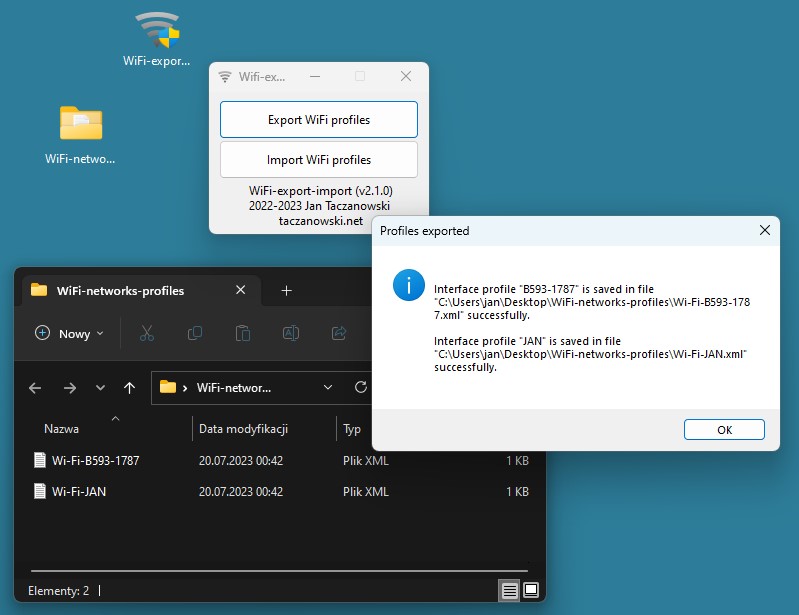 WiFi-expor...
WiFi-netwo...
Wifi-ex...
Export WiFi profiles
Import WiFi profiles
WiFi-export-import (v2.1.0)
2022-2023 Jan Taczanowski
taczanowski.net
Profiles exported
Interface profile "B593-1787" is saved in file
"C:\Users\jan\Desktop\WiFi-networks-profiles\Wi-Fi-B593-178
7.xml" successfully.
Interface profile "JAN" is saved in file
"C:\Users\jan\Desktop\WiFi-networks-profiles\Wi-Fi-JAN.xml"
successfully.
OK
WiFi-networks-profiles
Nowy
WiFi-networ...
Nazwa Data modyfikacji Typ
Wi-Fi-B593-1787 20.07.2023 00:42 Plik XML 1 KB
Wi-Fi-JAN 20.07.2023 00:42 Plik XML 1 KB
Elementy: 2